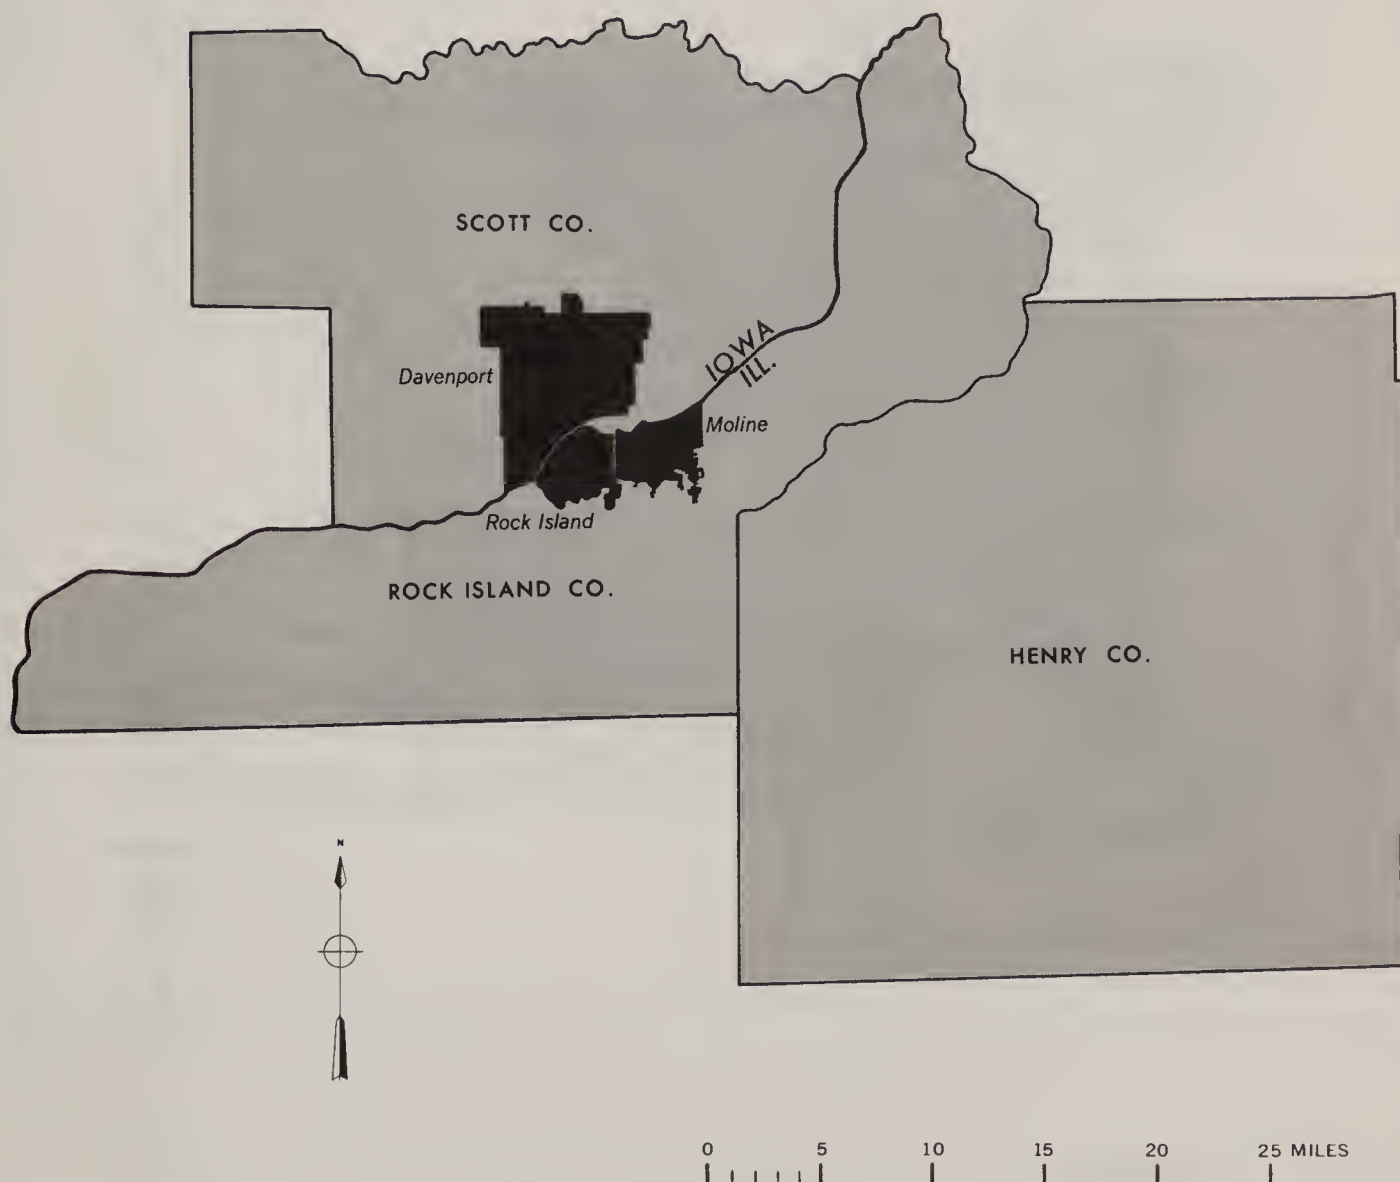 SCOTT CO.
IOWA
ILL.
Davenport
Moline
Rock Island
ROCK ISLAND CO.
HENRY CO.
N
0 5 10 15 20 25 MILES